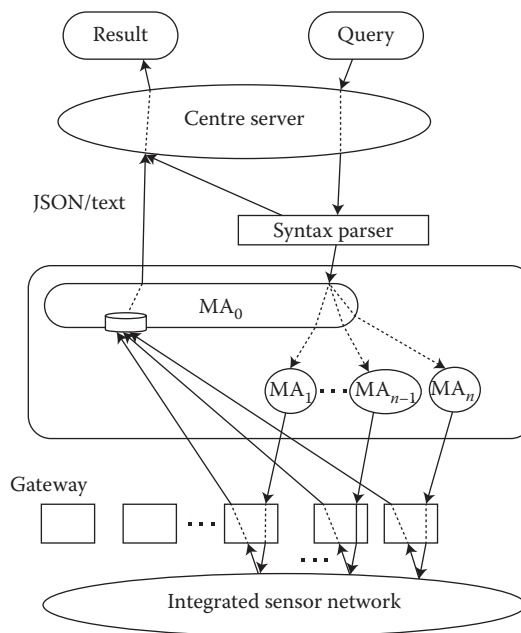 Result
Query
Centre server
JSON/text
Syntax parser
MA₀
MA₁
MAₙ₋₁
MAₙ
Gateway
Integrated sensor network